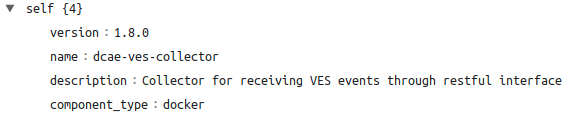 ▼ self {4}
version : 1.8.0
name : dcae-ves-collector
description : Collector for receiving VES events through restful interface
component_type : docker